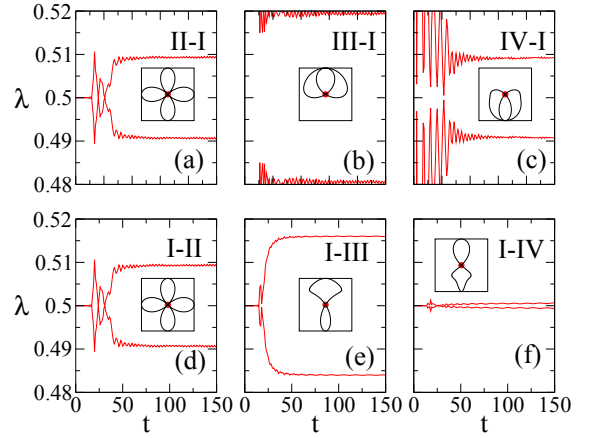 0.52
0.51
λ 0.5
0.49
0.48
II-I
(a)
III-I
(b)
IV-I
(c)
0.52
0.51
λ 0.5
0.49
0.48
I-II
(d)
I-III
(e)
I-IV
(f)
0 50 100 150
0 50 100 150
0 50 100 150
t t t